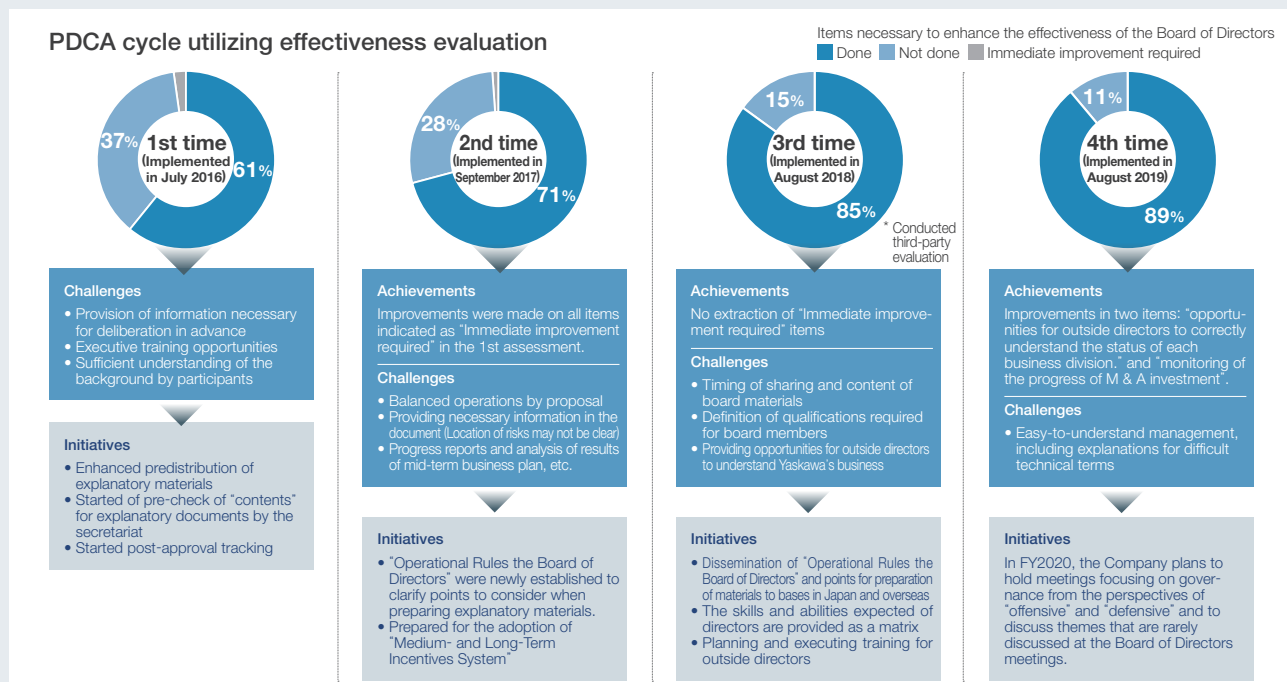 PDCA cycle utilizing effectiveness evaluation
Items necessary to enhance the effectiveness of the Board of Directors
Done Not done Immediate improvement required
37%
1st time
(Implemented
in July 2016)
61%
Challenges
• Provision of information necessary
for deliberation in advance
• Executive training opportunities
• Sufficient understanding of the
background by participants
Initiatives
• Enhanced predistribution of
explanatory materials
• Started of pre-check of "contents"
for explanatory documents by the
secretariat
• Started post-approval tracking
28%
2nd time
(Implemented in
September 2017)
71%
Achievements
Improvements were made on all items
indicated as "Immediate improvement
required" in the 1st assessment.
Challenges
• Balanced operations by proposal
• Providing necessary information in the
document (Location of risks may not be clear)
• Progress reports and analysis of results
of mid-term business plan, etc.
Initiatives
• "Operational Rules the Board of
Directors" were newly established to
clarify points to consider when
preparing explanatory materials.
• Prepared for the adoption of
"Medium- and Long-Term
Incentives System"
15%
3rd time
(Implemented in
August 2018)
85%
* Conducted
third-party
evaluation
Achievements
No extraction of "Immediate improve-
ment required" items
Challenges
• Timing of sharing and content of
board materials
• Definition of qualifications required
for board members
• Providing opportunities for outside directors
to understand Yaskawa's business
Initiatives
• Dissemination of "Operational Rules the
Board of Directors" and points for preparation
of materials to bases in Japan and overseas
• The skills and abilities expected of
directors are provided as a matrix
• Planning and executing training for
outside directors
11%
4th time
(Implemented in
August 2019)
89%
Achievements
Improvements in two items: "opportu-
nities for outside directors to correctly
understand the status of each
business division." and "monitoring of
the progress of M & A investment".
Challenges
• Easy-to-understand management,
including explanations for difficult
technical terms
Initiatives
In FY2020, the Company plans to
hold meetings focusing on gover-
nance from the perspectives of
"offensive" and "defensive" and to
discuss themes that are rarely
discussed at the Board of Directors
meetings.